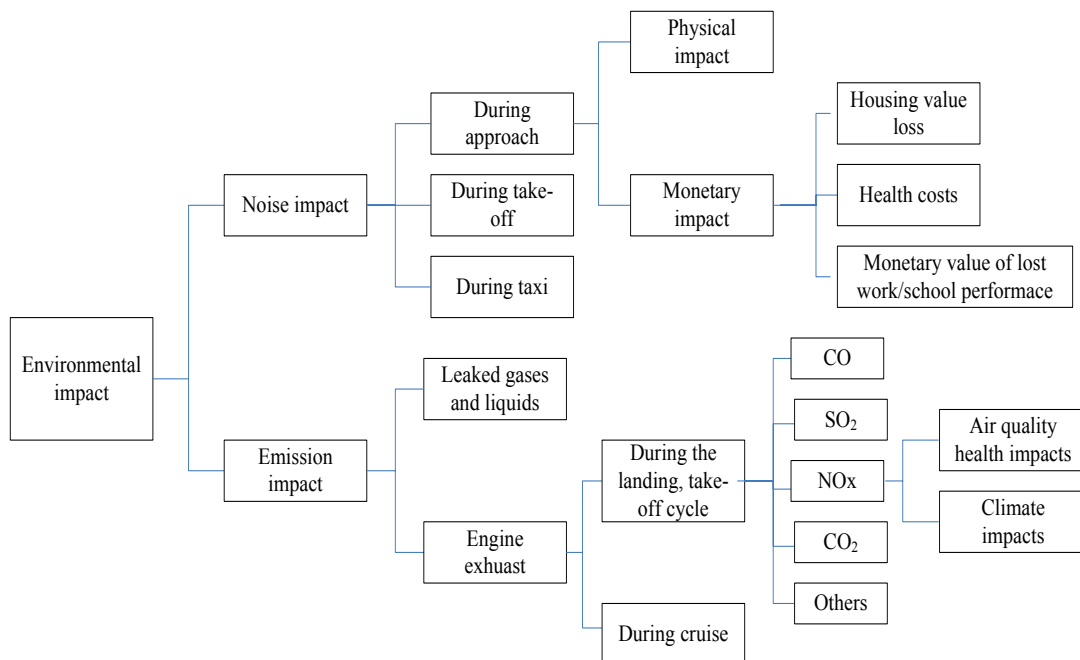 Environmental
impact
Noise impact
Emission
impact
During
approach
During take-
off
During taxi
Leaked gases
and liquids
Engine
exhuast
Physical
impact
Monetary
impact
During the
landing, take-
off cycle
During cruise
Housing value
loss
Health costs
Monetary value of lost
work/school performace
CO
SO₂
NOx
CO₂
Others
Air quality
health impacts
Climate
impacts